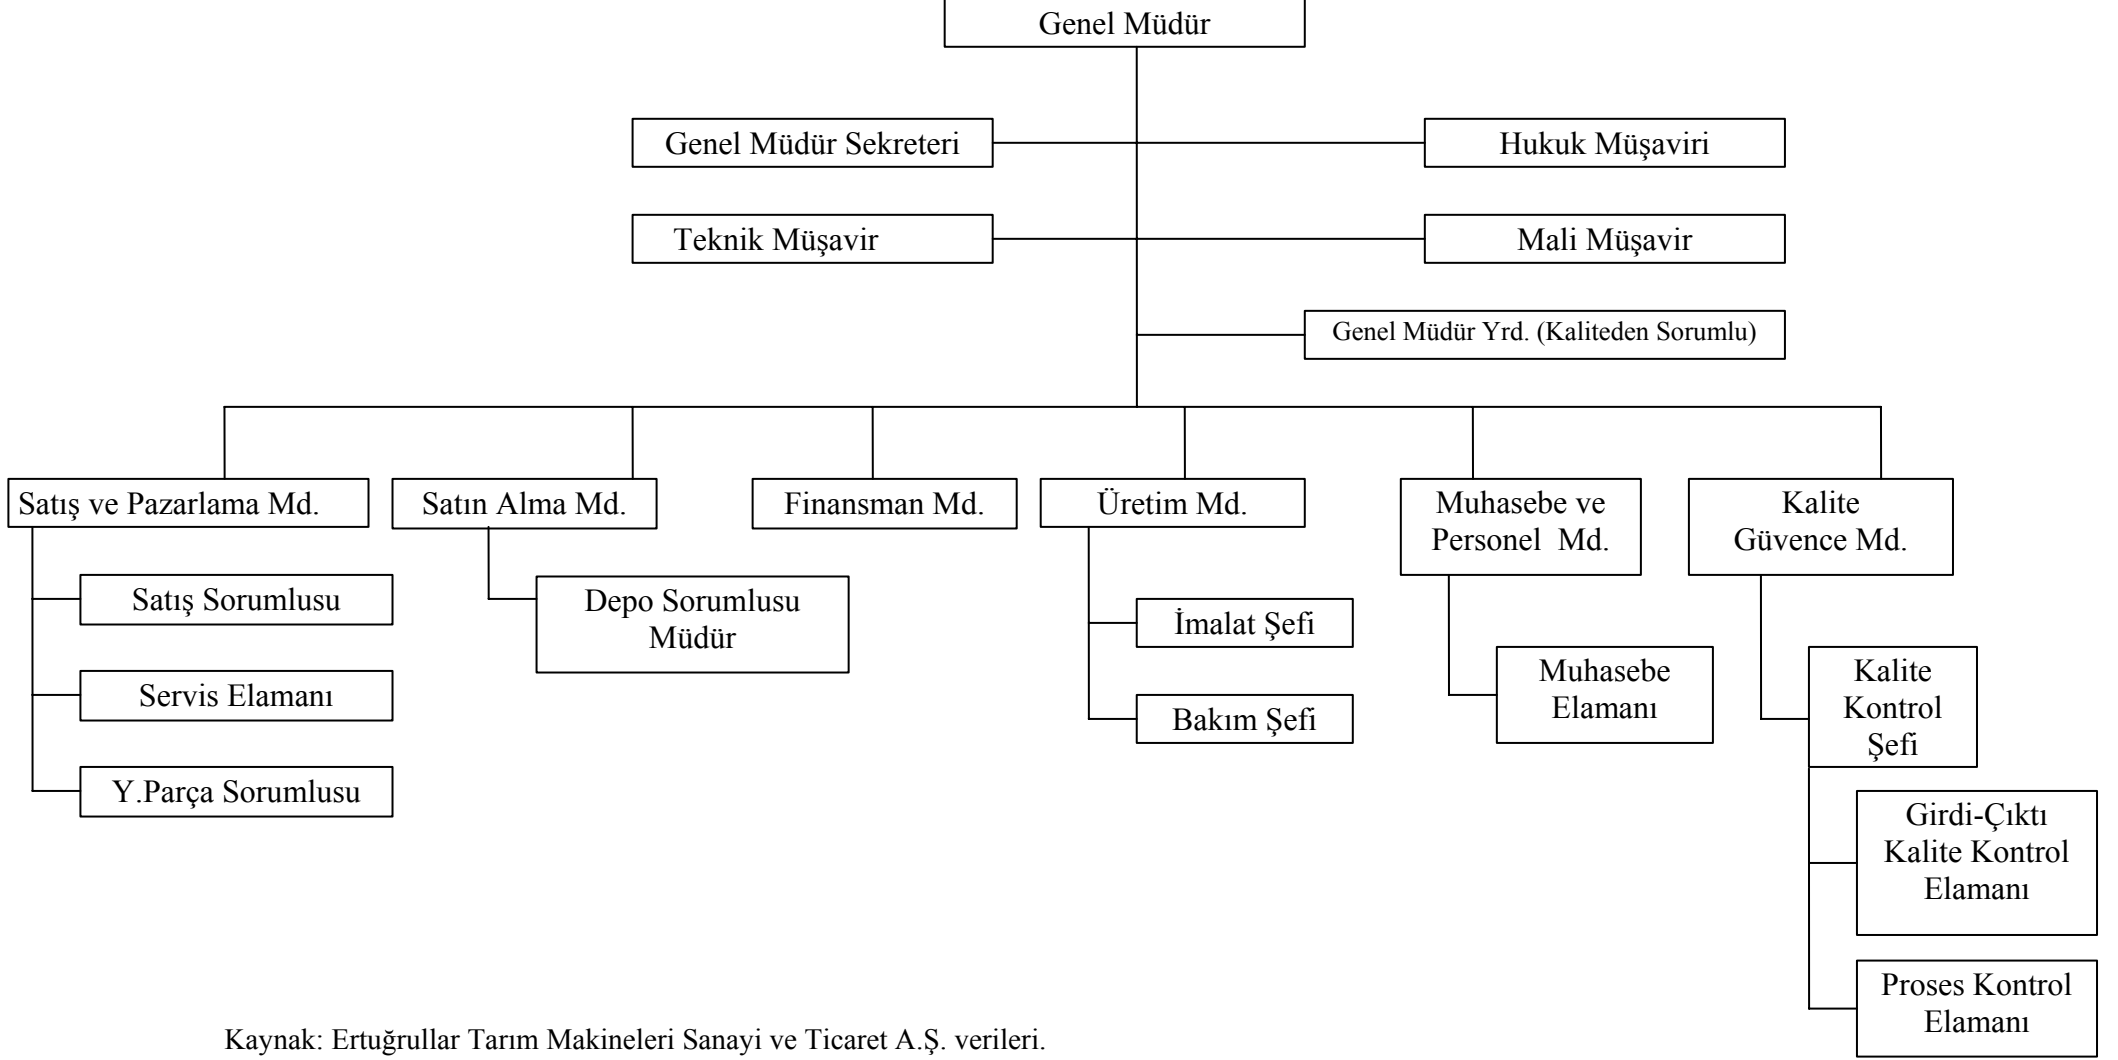 Genel Müdür
Genel Müdür Sekreteri
Hukuk Müşaviri
Teknik Müşavir
Mali Müşavir
Genel Müdür Yrd. (Kaliteden Sorumlu)
Satış ve Pazarlama Md.
Satın Alma Md.
Finansman Md.
Üretim Md.
Muhasebe ve
Personel  Md.
Kalite
Güvence Md.
Satış Sorumlusu
Servis Elamanı
Y.Parça Sorumlusu
Depo Sorumlusu
Müdür
İmalat Şefi
Bakım Şefi
Muhasebe
Elamanı
Kalite
Kontrol
Şefi
Girdi-Çıktı
Kalite Kontrol
Elamanı
Proses Kontrol
Elamanı
Kaynak: Ertuğrullar Tarım Makineleri Sanayi ve Ticaret A.Ş. verileri.